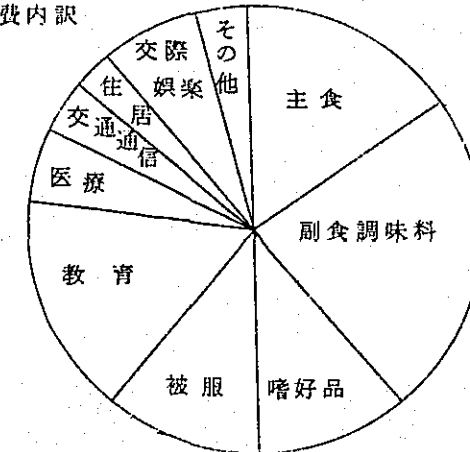 費内訳
主食
副食調味料
嗜好品
被服
教育
医療
交通通信
住居
交際
娯楽
その他